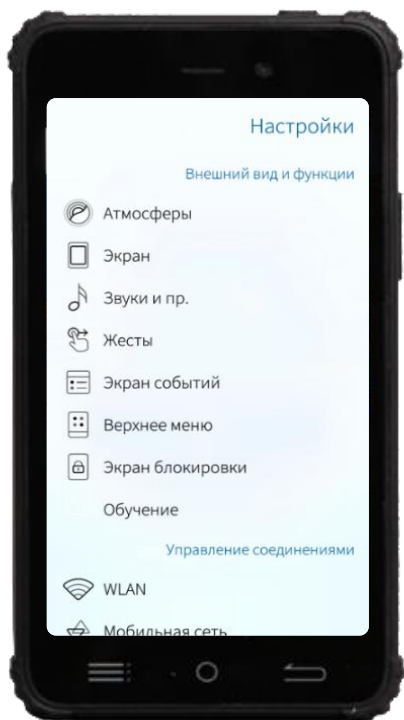 Настройки
Внешний вид и функции
Атмосферы
Экран
Звуки и пр.
Жесты
Экран событий
Верхнее меню
Экран блокировки
Обучение
Управление соединениями
WLAN
Мобильная сеть